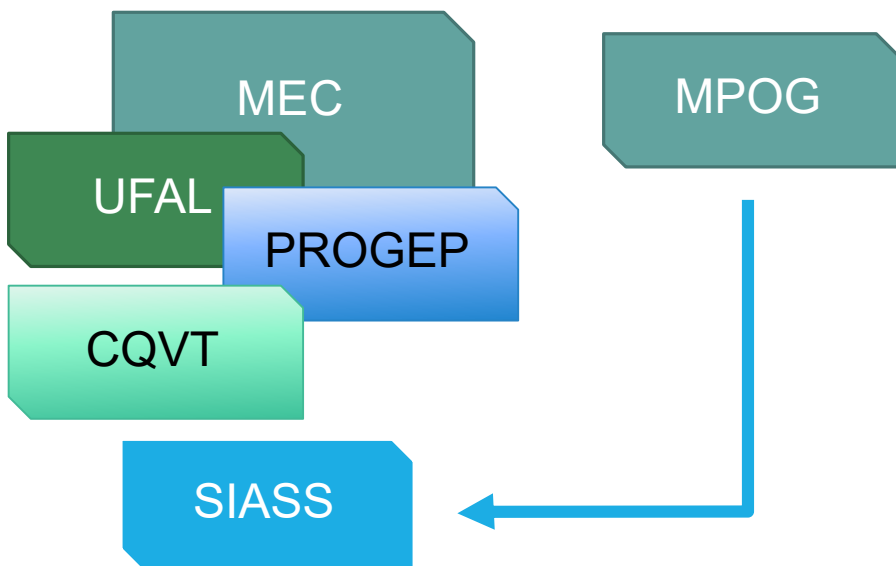 MEC
MPOG
UFAL
PROGEP
CQVT
SIASS